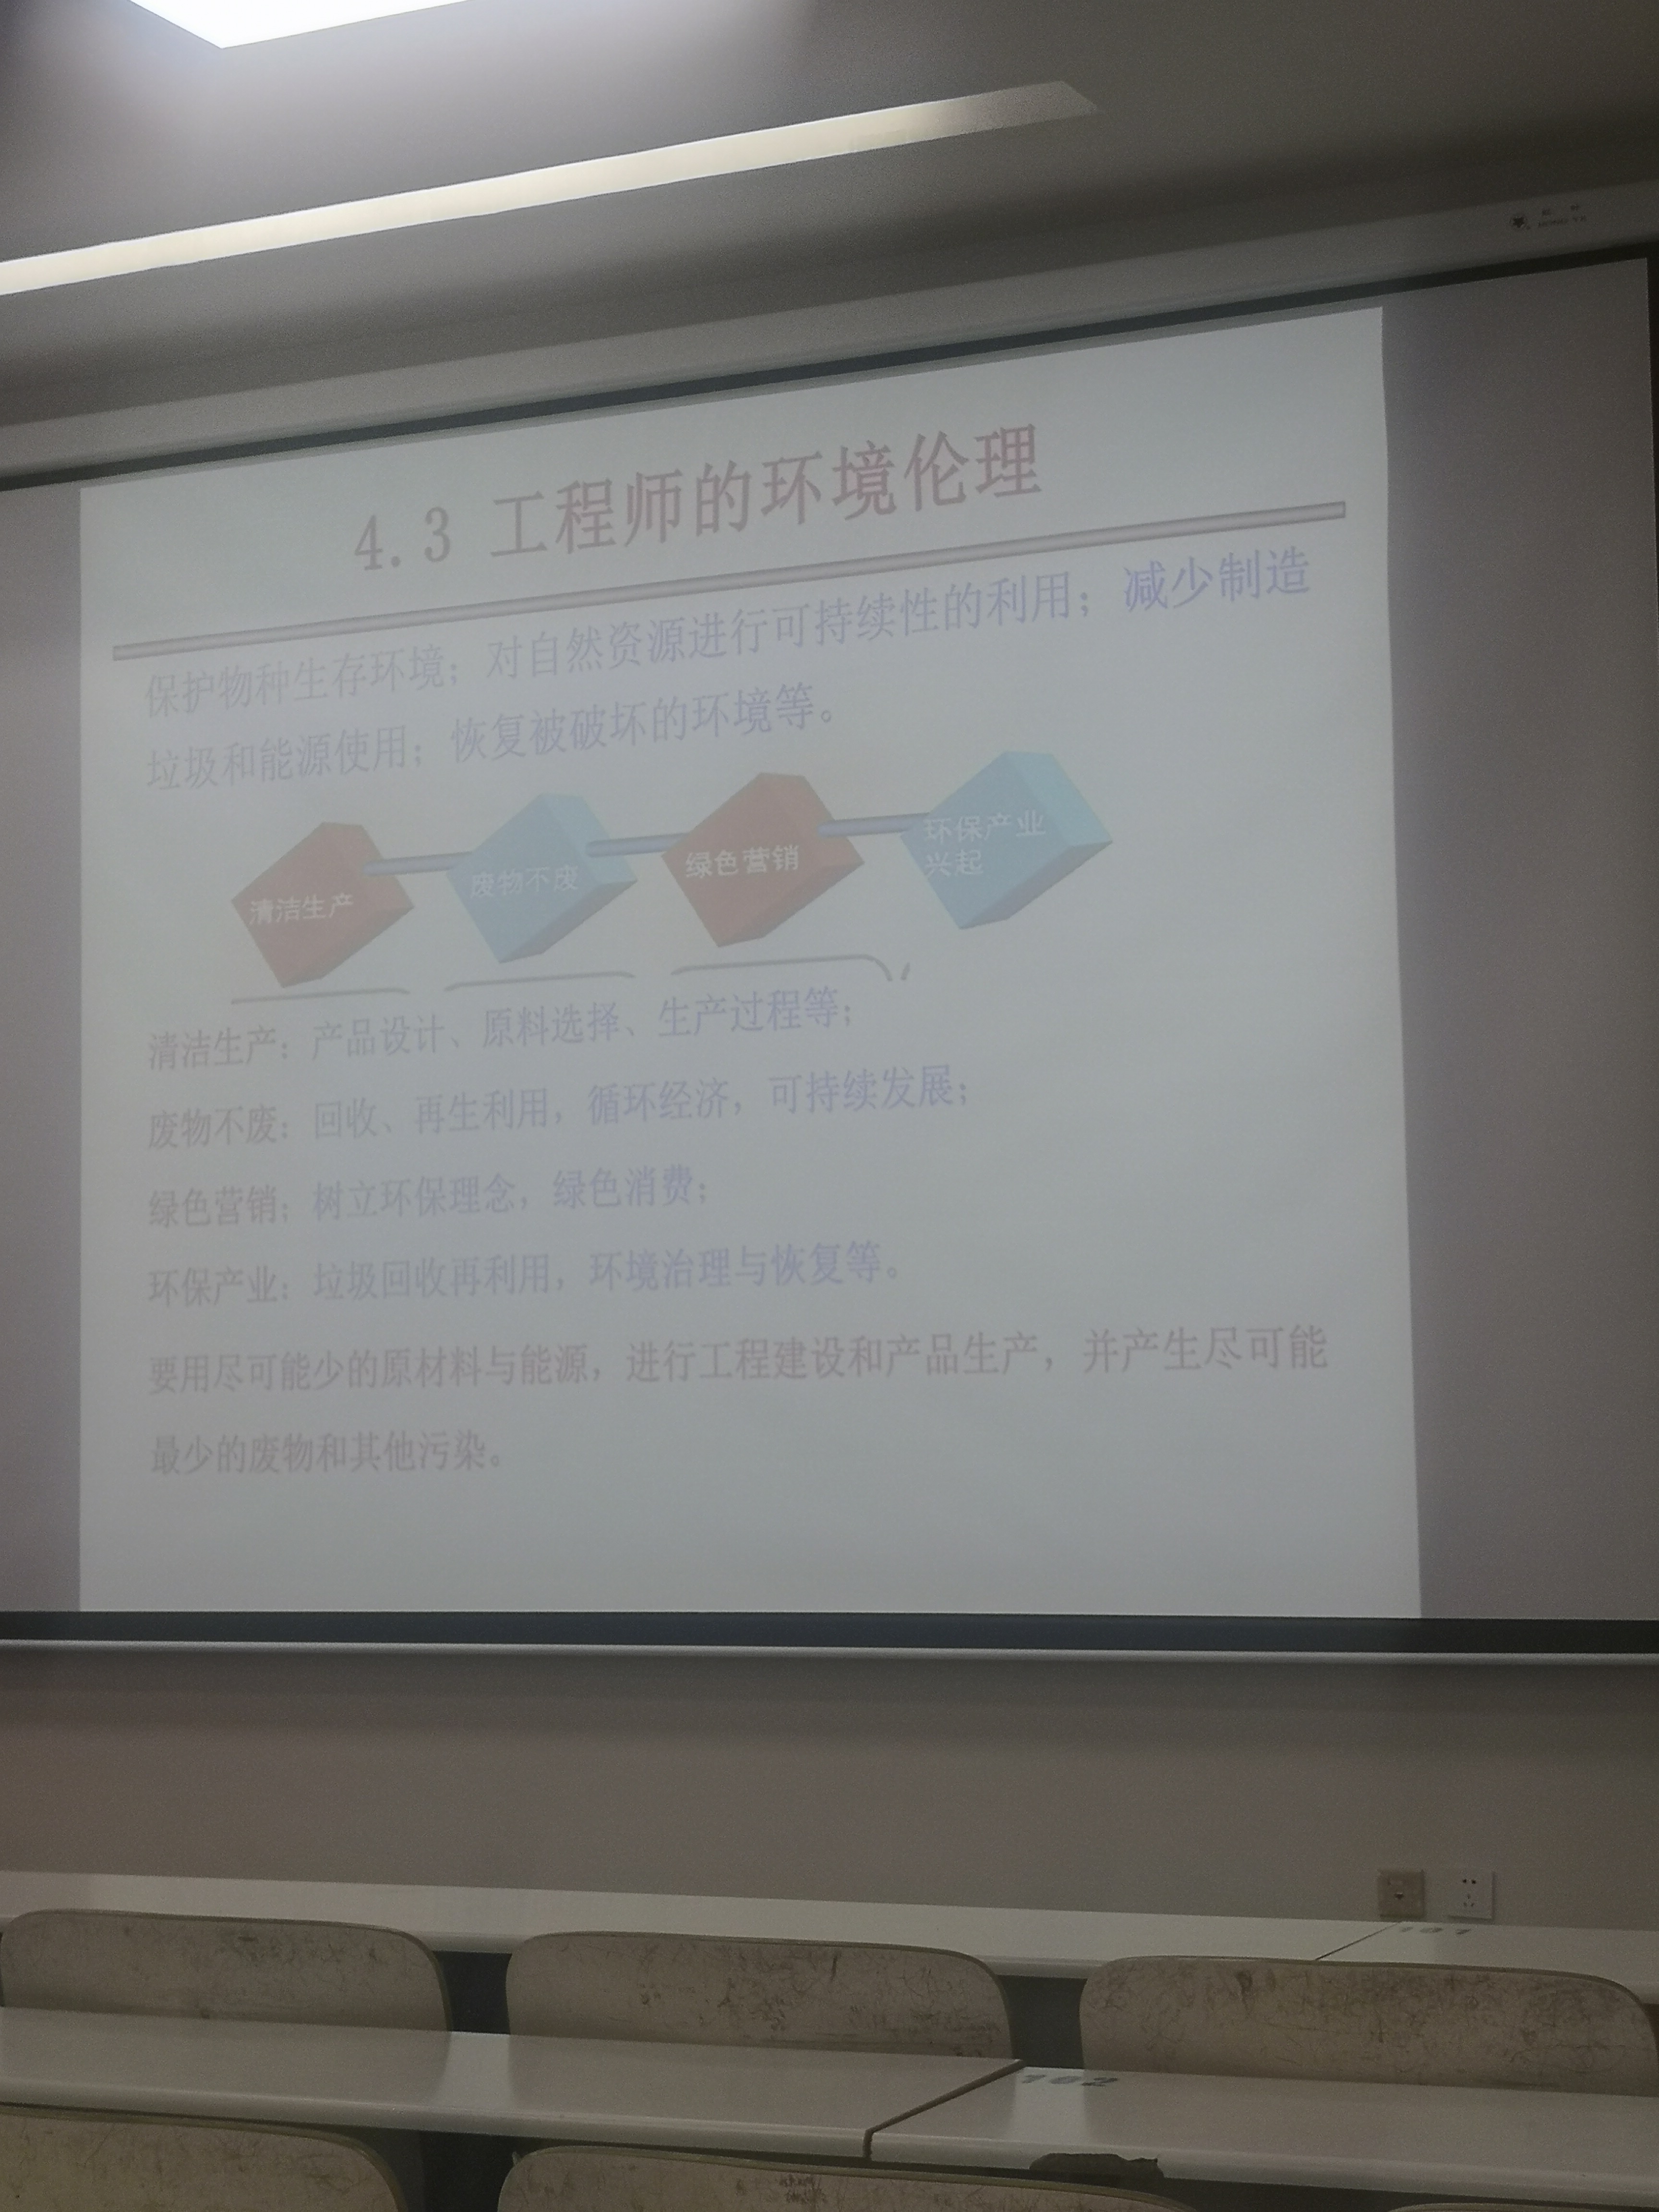 4.3 工程师的环境伦理
保护物种生存环境；对自然资源进行可持续性的利用；减少制造
垃圾和能源使用；恢复被破坏的环境等。
清洁生产
废物不废
绿色营销
环保产业
兴起
清洁生产：产品设计、原料选择、生产过程等；
废物不废：回收、再生利用，循环经济，可持续发展；
绿色营销：树立环保理念，绿色消费；
环保产业：垃圾回收再利用，环境治理与恢复等。
要用尽可能少的原材料与能源，进行工程建设和产品生产，并产生尽可能
最少的废物和其他污染。
101
102